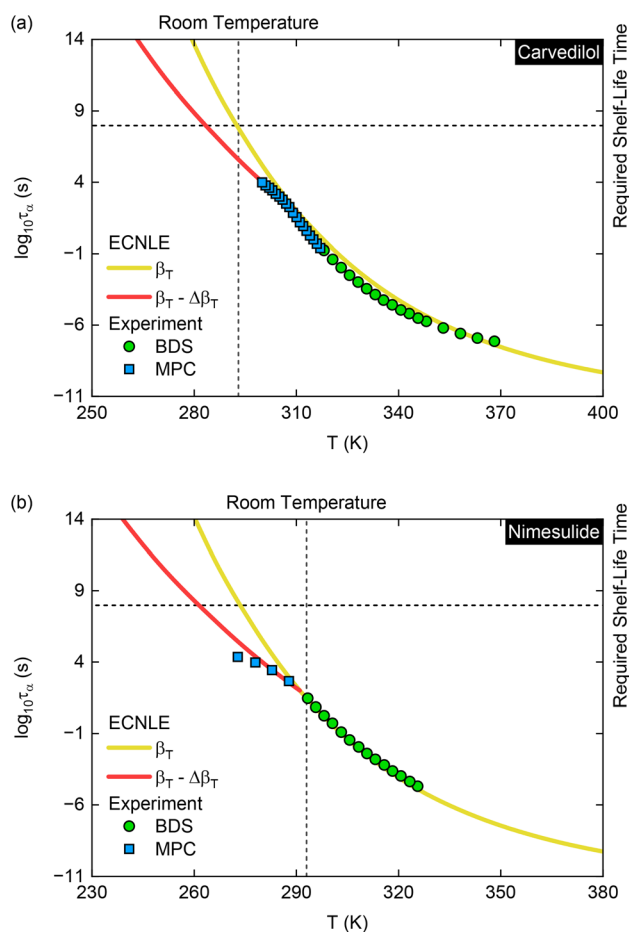 (a)
Room Temperature
Carvedilol
Required Shelf-Life Time
log₁₀τα (s)
14
9
4
−1
−6
−11
ECNLE
βT
βT - ΔβT
Experiment
BDS
MPC
250 280 310 340 370 400
T (K)
(b)
Room Temperature
Nimesulide
Required Shelf-Life Time
log₁₀τα (s)
14
9
4
−1
−6
−11
ECNLE
βT
βT - ΔβT
Experiment
BDS
MPC
230 260 290 320 350 380
T (K)